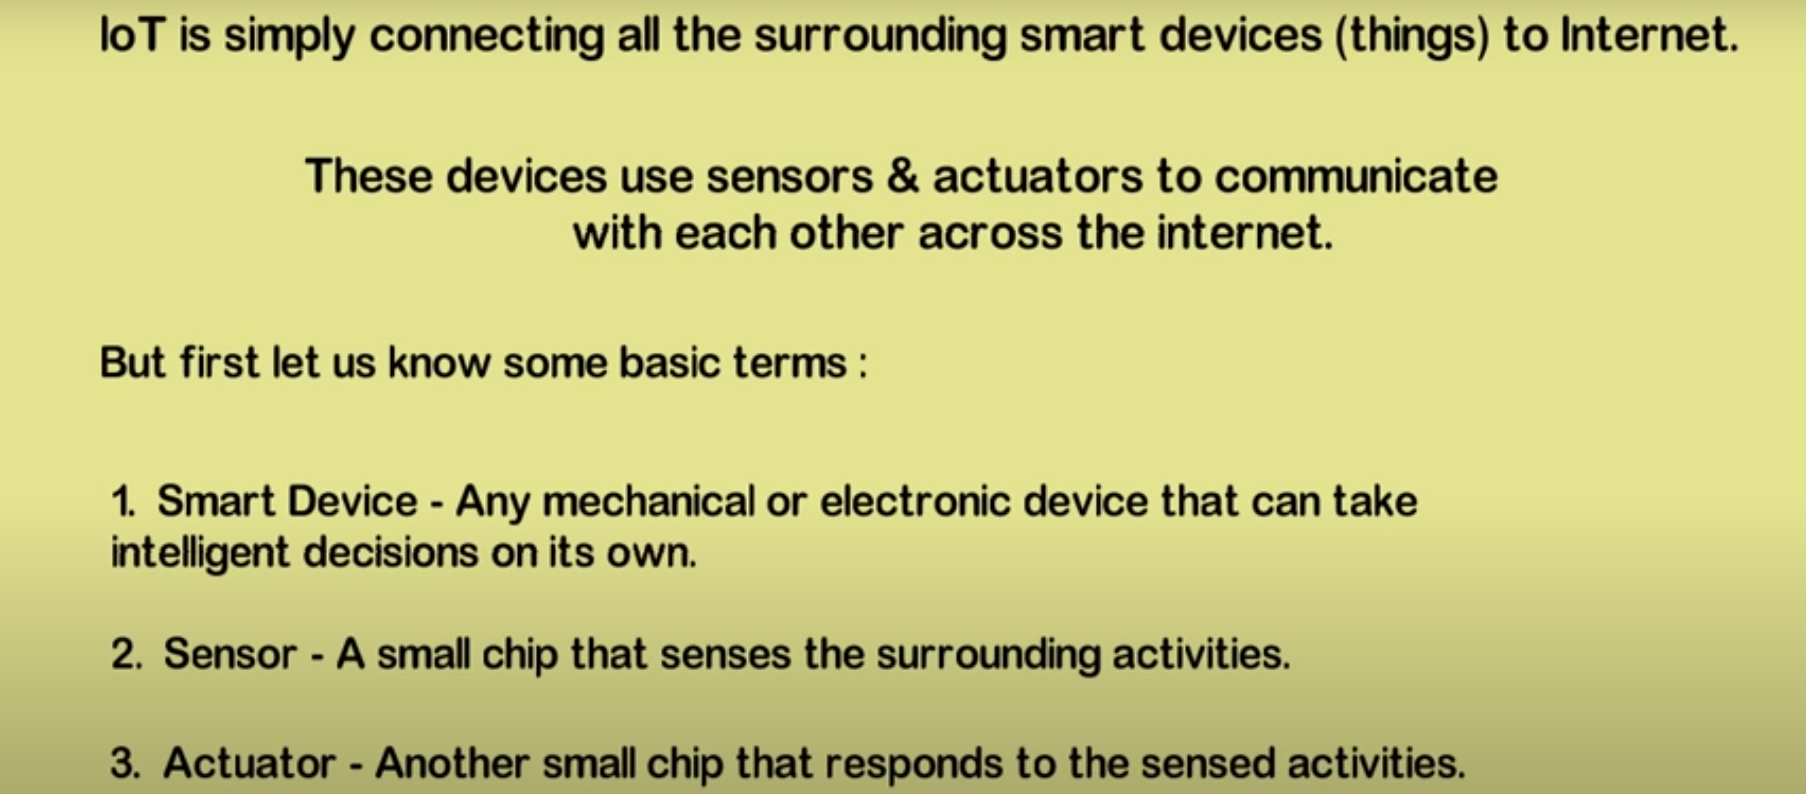 IoT is simply connecting all the surrounding smart devices (things) to Internet.
These devices use sensors & actuators to communicate
with each other across the internet.
But first let us know some basic terms :
1. Smart Device - Any mechanical or electronic device that can take
intelligent decisions on its own.
2. Sensor - A small chip that senses the surrounding activities.
3. Actuator - Another small chip that responds to the sensed activities.